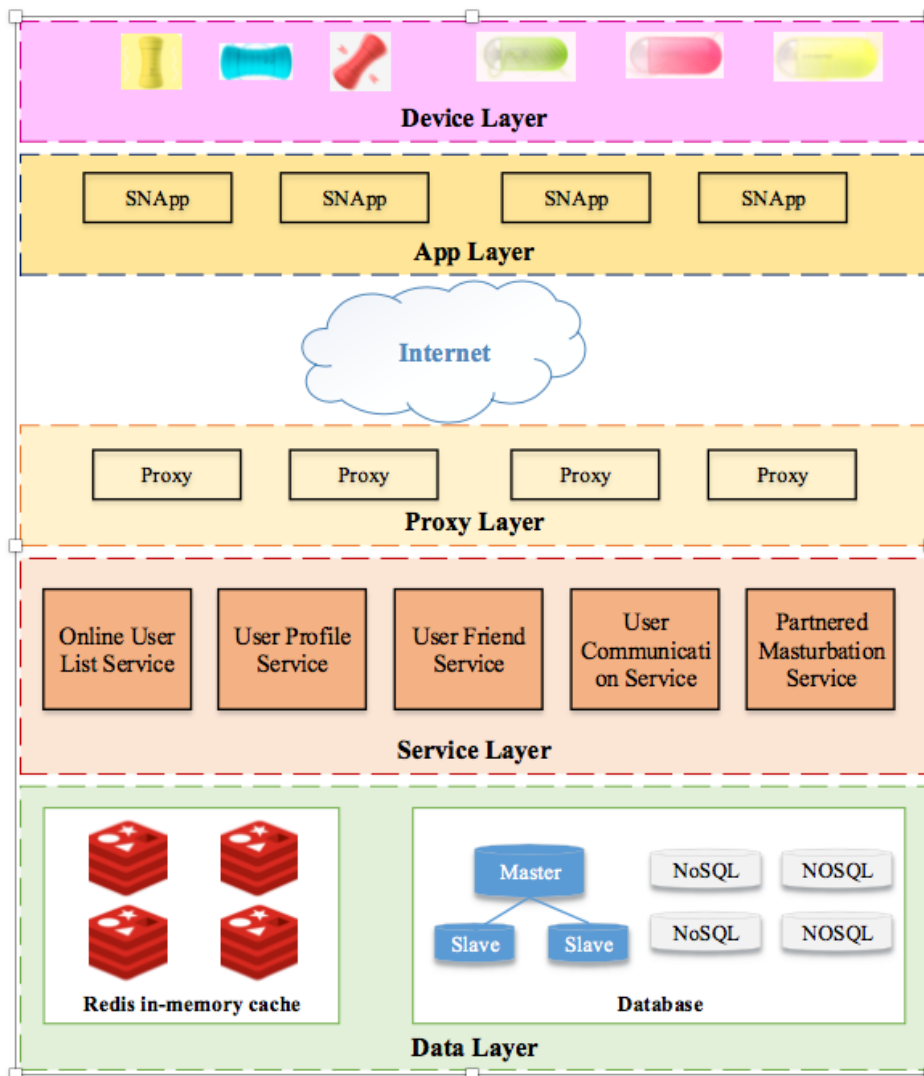 Device Layer
SNApp
SNApp
SNApp
SNApp
App Layer
Internet
Proxy
Proxy
Proxy
Proxy
Proxy Layer
Online User
List Service
User Profile
Service
User Friend
Service
User
Communicati
on Service
Partnered
Masturbation
Service
Service Layer
Master
Slave
Slave
NoSQL
NOSQL
NoSQL
NOSQL
Redis in-memory cache
Database
Data Layer